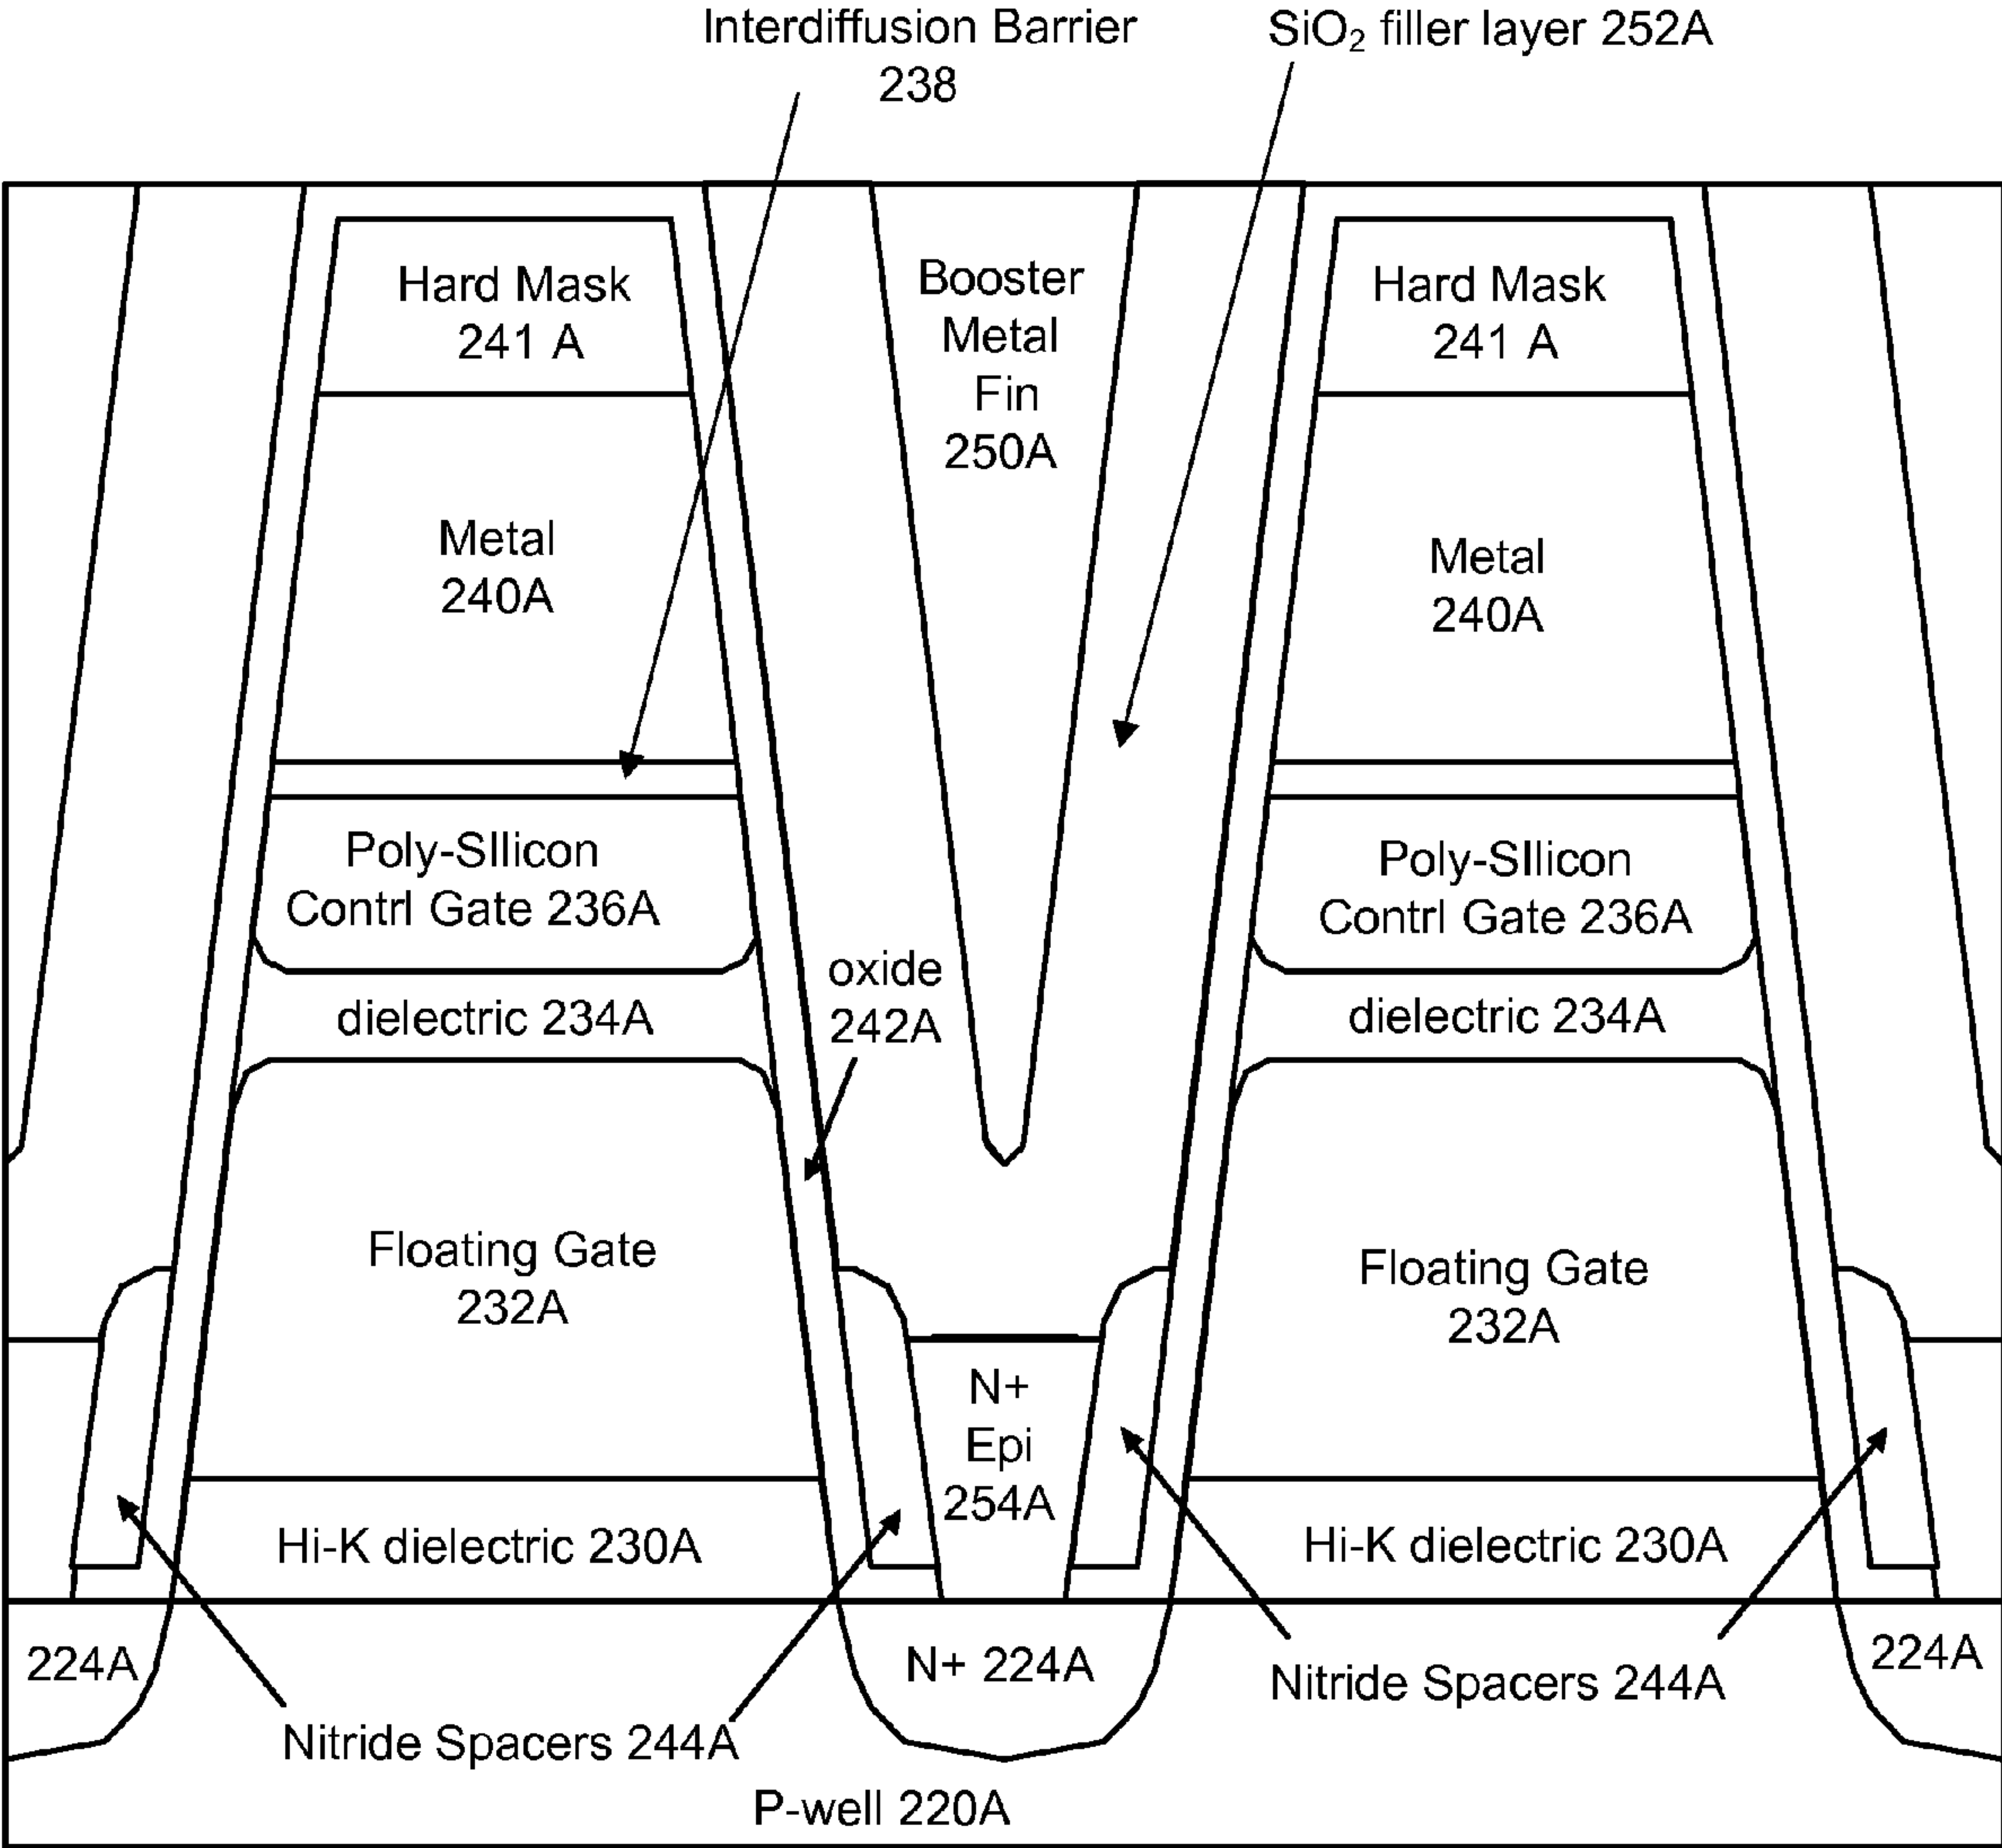 Interdiffusion Barrier
238
SiO₂ filler layer 252A
Hard Mask
241 A
Booster
Metal
Fin
250A
Hard Mask
241 A
Metal
240A
Metal
240A
Poly-SIlicon
Contrl Gate 236A
Poly-SIlicon
Contrl Gate 236A
oxide
242A
dielectric 234A
dielectric 234A
Floating Gate
232A
Floating Gate
232A
N+
Epi
254A
Hi-K dielectric 230A
Hi-K dielectric 230A
224A
N+ 224A
224A
Nitride Spacers 244A
Nitride Spacers 244A
P-well 220A